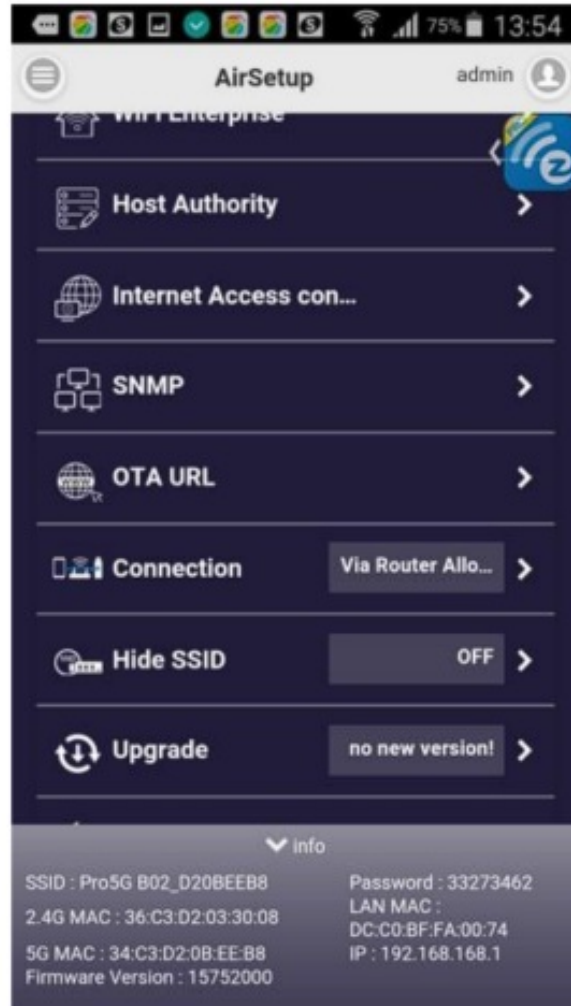 75% 13:54
AirSetup admin
WiFi Enterprise
Host Authority
Internet Access con...
SNMP
OTA URL
Connection Via Router Allo...
Hide SSID OFF
Upgrade no new version!
info
SSID : Pro5G B02_D20BEEB8
Password : 33273462
2.4G MAC : 36:C3:D2:03:30:08
LAN MAC :
DC:C0:BF:FA:00:74
5G MAC : 34:C3:D2:0B:EE:B8
IP : 192.168.168.1
Firmware Version : 15752000